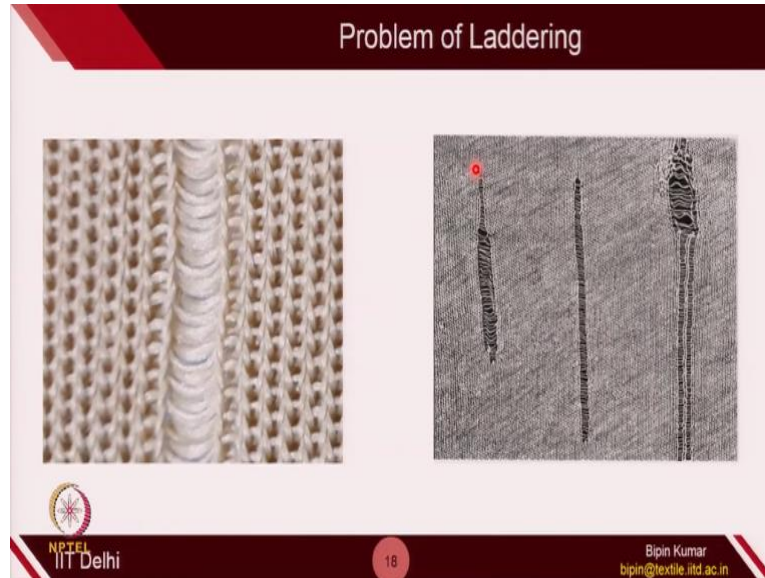 Problem of Laddering
NPTEL
IIT Delhi
18
Bipin Kumar
bipin@textile.iitd.ac.in